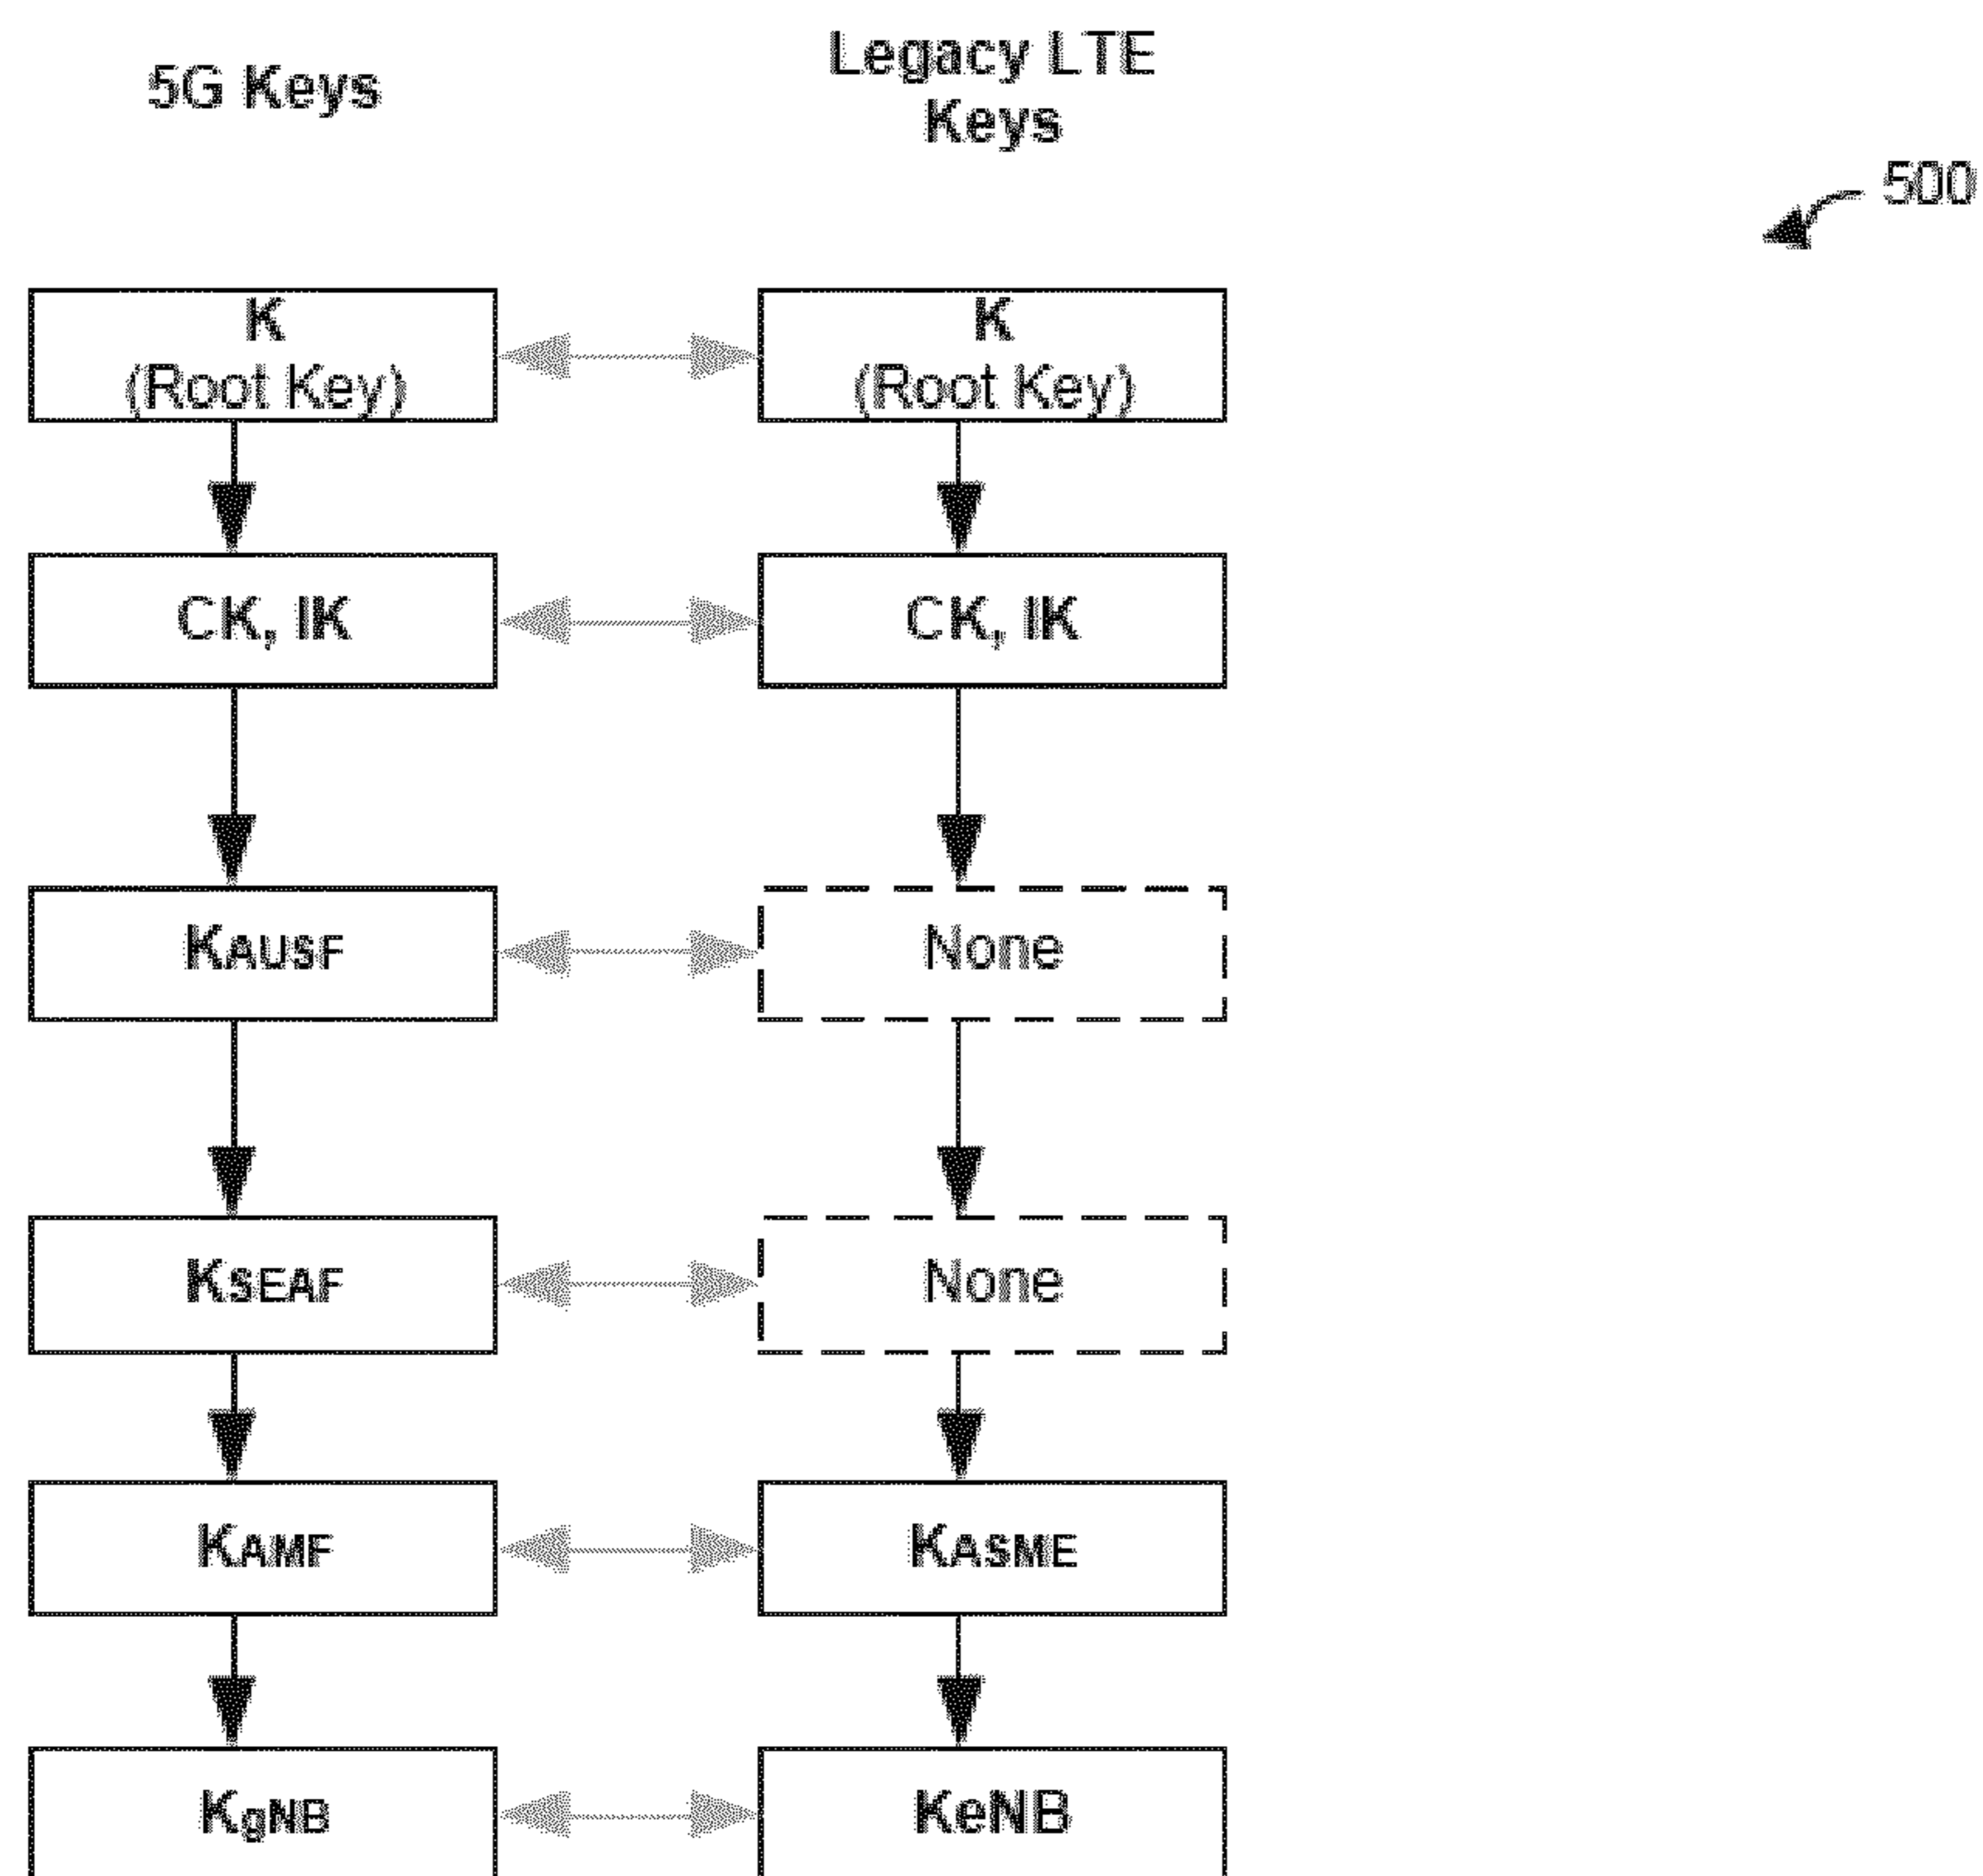 5G Keys
Legacy LTE
Keys
500
K
(Root Key)
K
(Root Key)
CK, IK
CK, IK
KAUSF
None
KSEAF
None
KAMF
KASME
KgNB
KeNB